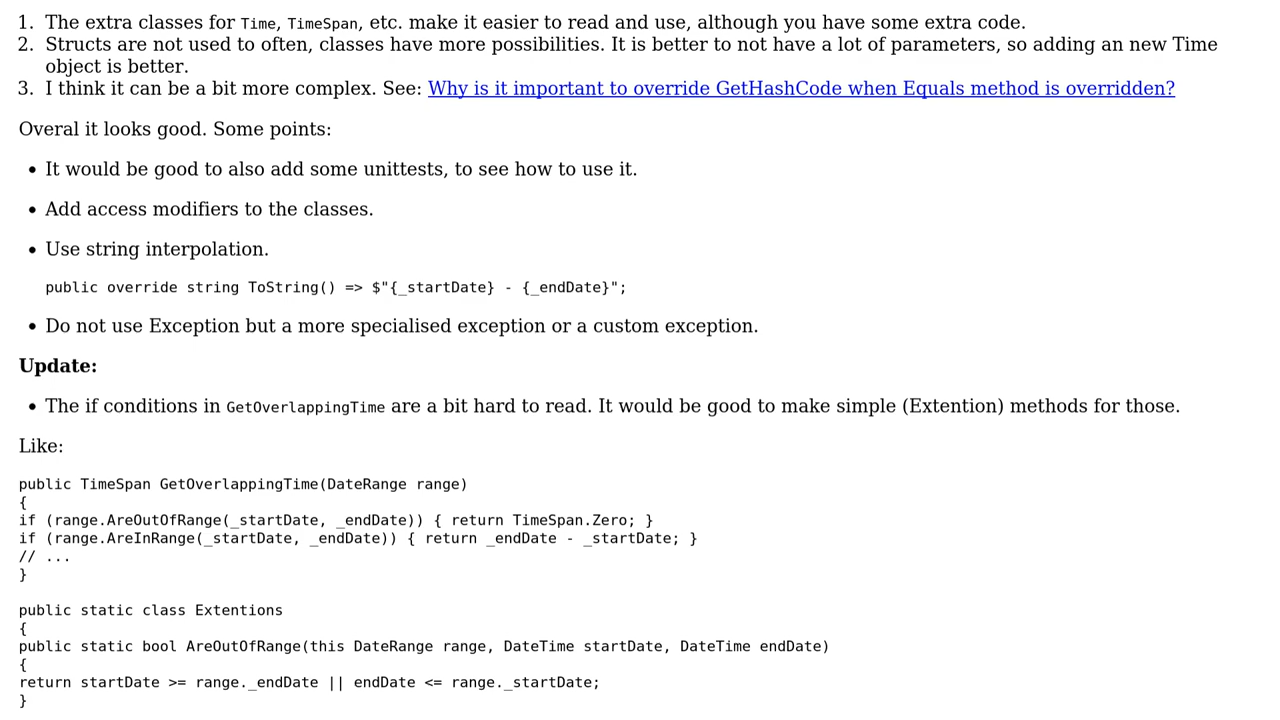 1. The extra classes for Time, TimeSpan, etc. make it easier to read and use, although you have some extra code.
2. Structs are not used to often, classes have more possibilities. It is better to not have a lot of parameters, so adding an new Time
object is better.
3. I think it can be a bit more complex. See: Why is it important to override GetHashCode when Equals method is overridden?
Overal it looks good. Some points:
• It would be good to also add some unittests, to see how to use it.
• Add access modifiers to the classes.
• Use string interpolation.
public override string ToString() => $"{_startDate} - {_endDate}";
• Do not use Exception but a more specialised exception or a custom exception.
Update:
• The if conditions in GetOverlappingTime are a bit hard to read. It would be good to make simple (Extention) methods for those.
Like:
public TimeSpan GetOverlappingTime(DateRange range)
{
if (range.AreOutOfRange(_startDate, _endDate)) { return TimeSpan.Zero; }
if (range.AreInRange(_startDate, _endDate)) { return _endDate - _startDate; }
// ...
}
public static class Extentions
{
public static bool AreOutOfRange(this DateRange range, DateTime startDate, DateTime endDate)
{
return startDate >= range._endDate || endDate <= range._startDate;
}